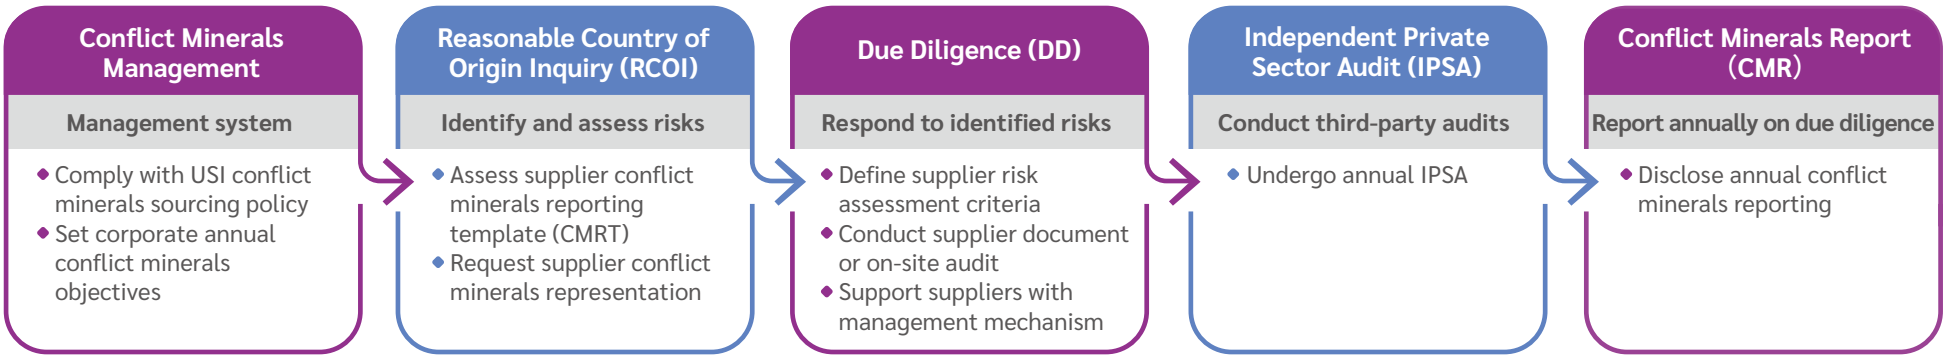 Conflict Minerals
Management
Management system
Comply with USI conflict
minerals sourcing policy
Set corporate annual
conflict minerals
objectives
Reasonable Country of
Origin Inquiry (RCOI)
Identify and assess risks
Assess supplier conflict
minerals reporting
template (CMRT)
Request supplier conflict
minerals representation
Due Diligence (DD)
Respond to identified risks
Define supplier risk
assessment criteria
Conduct supplier document
or on-site audit
Support suppliers with
management mechanism
Independent Private
Sector Audit (IPSA)
Conduct third-party audits
Undergo annual IPSA
Conflict Minerals Report
（CMR）
Report annually on due diligence
Disclose annual conflict
minerals reporting